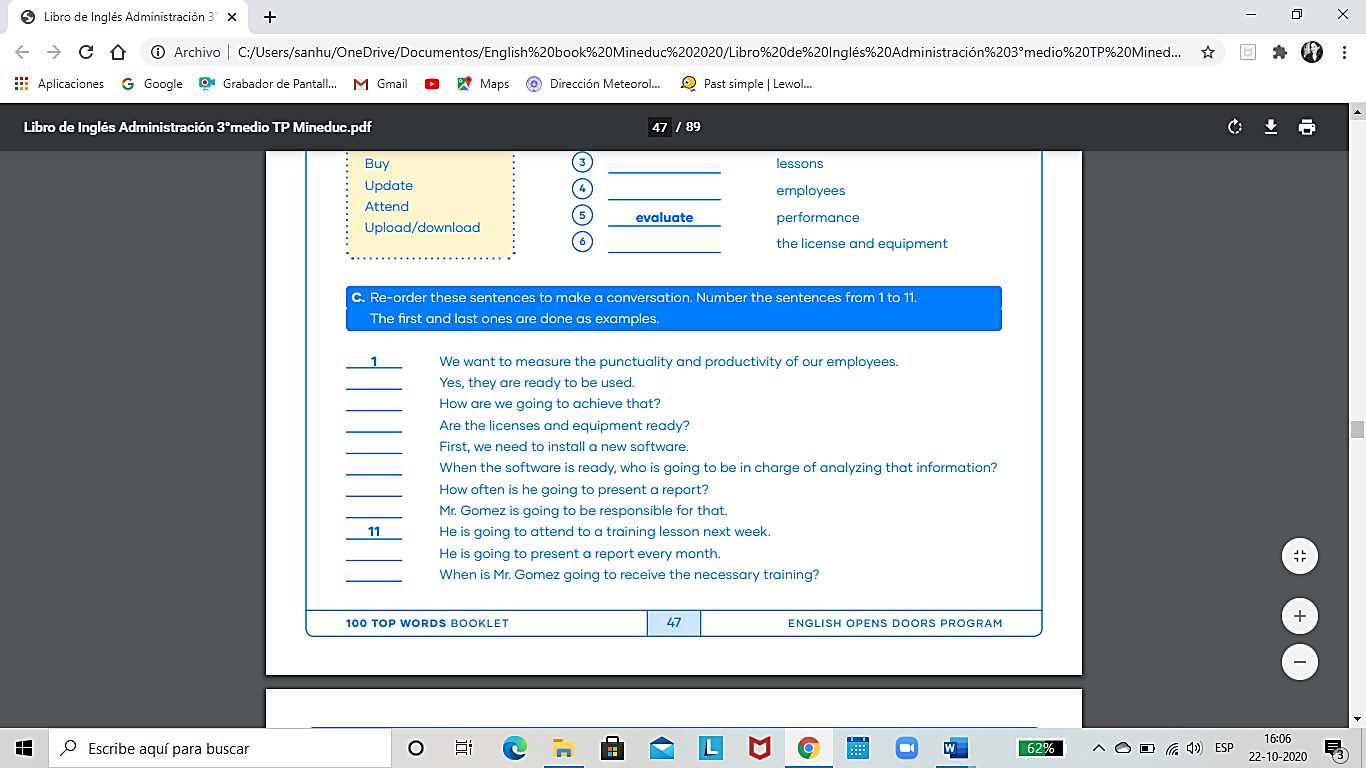 Libro de Inglés Administración 3°
Archivo C:/Users/sanhu/OneDrive/Documentos/English%20book%20Mineduc%202020/Libro%20de%20Inglés%20Administración%203°medio%20TP%20Mined...
Aplicaciones Google Grabador de Pantall... Gmail Maps Dirección Meteorol... Past simple | Lewol...
Libro de Inglés Administración 3°medio TP Mineduc.pdf 47 / 89
Buy
Update
Attend
Upload/download
3 lessons
4 employees
5 evaluate performance
6 the license and equipment
C. Re-order these sentences to make a conversation. Number the sentences from 1 to 11.
The first and last ones are done as examples.
1 We want to measure the punctuality and productivity of our employees.
Yes, they are ready to be used.
How are we going to achieve that?
Are the licenses and equipment ready?
First, we need to install a new software.
When the software is ready, who is going to be in charge of analyzing that information?
How often is he going to present a report?
Mr. Gomez is going to be responsible for that.
11 He is going to attend to a training lesson next week.
He is going to present a report every month.
When is Mr. Gomez going to receive the necessary training?
100 TOP WORDS BOOKLET 47 ENGLISH OPENS DOORS PROGRAM
Escribe aquí para buscar
62% ESP 16:06
22-10-2020 3